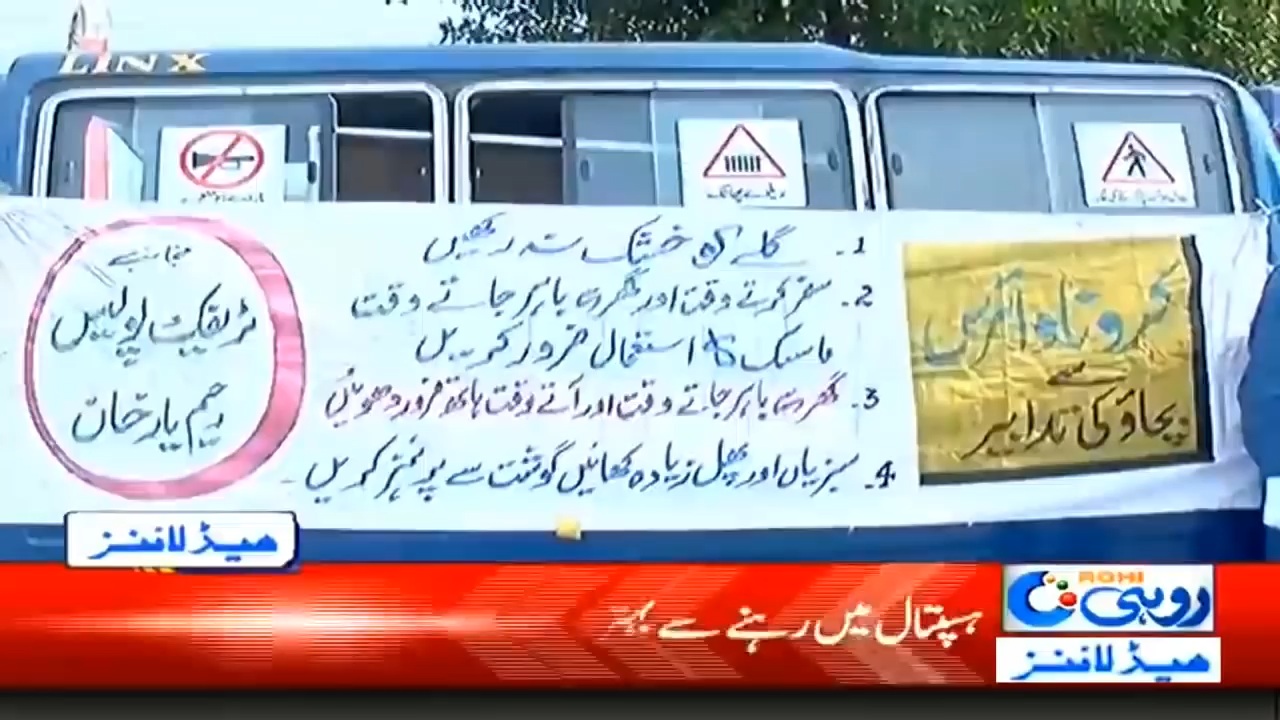 LINX
کروناوائرس
سے
بچاؤ کی تدابیر
1. گلے کو خشک نہ رکھیں
2. سفر کرتے وقت اور گھر سے باہر جاتے وقت
ماسک کا استعمال ضرور کریں
3. گھر سے باہر جاتے وقت اور آتے وقت ہاتھ ضرور دھوئیں
4. سبزیاں اور پھل زیادہ کھائیں گوشت سے پرہیز کریں
منجانب
ٹریفک پولیس
رحیم یار خان
ہیڈ لائنز
ہسپتال میں رہنے سے بہتر
ROHI
روہی
ہیڈ لائنز